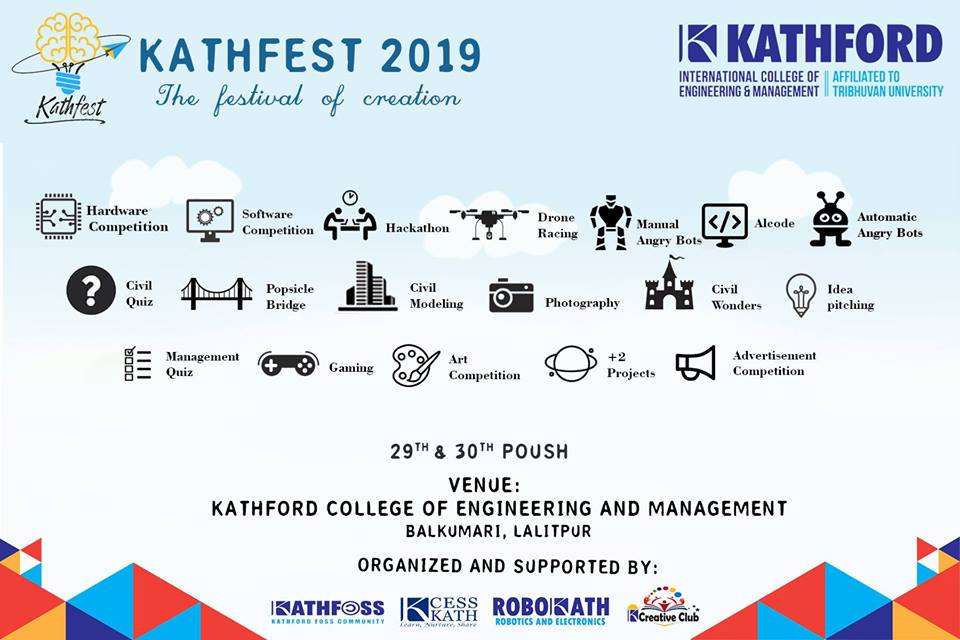 Kathfest
KATHFEST 2019
The festival of creation
KATHFORD
INTERNATIONAL COLLEGE OF
ENGINEERING & MANAGEMENT
AFFILIATED TO
TRIBHUVAN UNIVERSITY
Hardware
Competition
Software
Competition
Hackathon
Drone
Racing
Manual
Angry Bots
Alcode
Automatic
Angry Bots
Civil
Quiz
Popsicle
Bridge
Civil
Modeling
Photography
Civil
Wonders
Idea
pitching
Management
Quiz
Gaming
Art
Competition
+2
Projects
Advertisement
Competition
29TH & 30TH POUSH
VENUE:
KATHFORD COLLEGE OF ENGINEERING AND MANAGEMENT
BALKUMARI, LALITPUR
ORGANIZED AND SUPPORTED BY:
KATHFOSS
KATHFORD FOSS COMMUNITY
CESS
KATH
Learn, Nurture, Share
ROBOKATH
ROBOTICS AND ELECTRONICS
KCreative Club